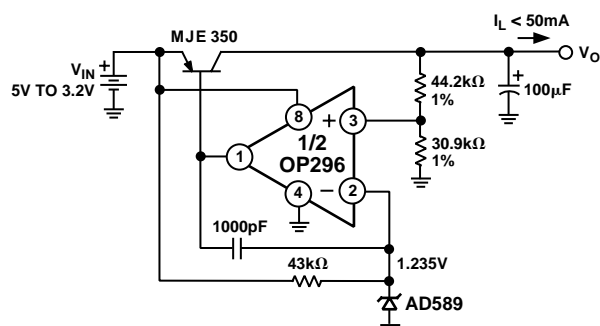 MJE 350
I_L < 50mA
V_O
V_IN
+
5V TO 3.2V
44.2kΩ
1%
+
100µF
8
+
3
1/2
OP296
1
30.9kΩ
1%
4
−
2
1000pF
43kΩ
1.235V
AD589